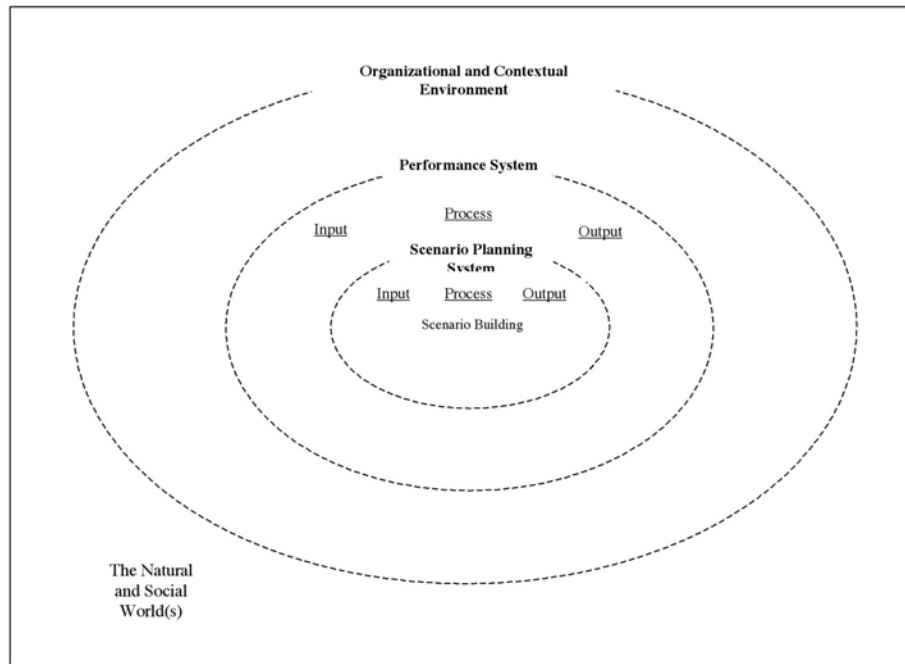 Organizational and Contextual
Environment
Performance System
Process
Input
Output
Scenario Planning
System
Input Process Output
Scenario Building
The Natural
and Social
World(s)